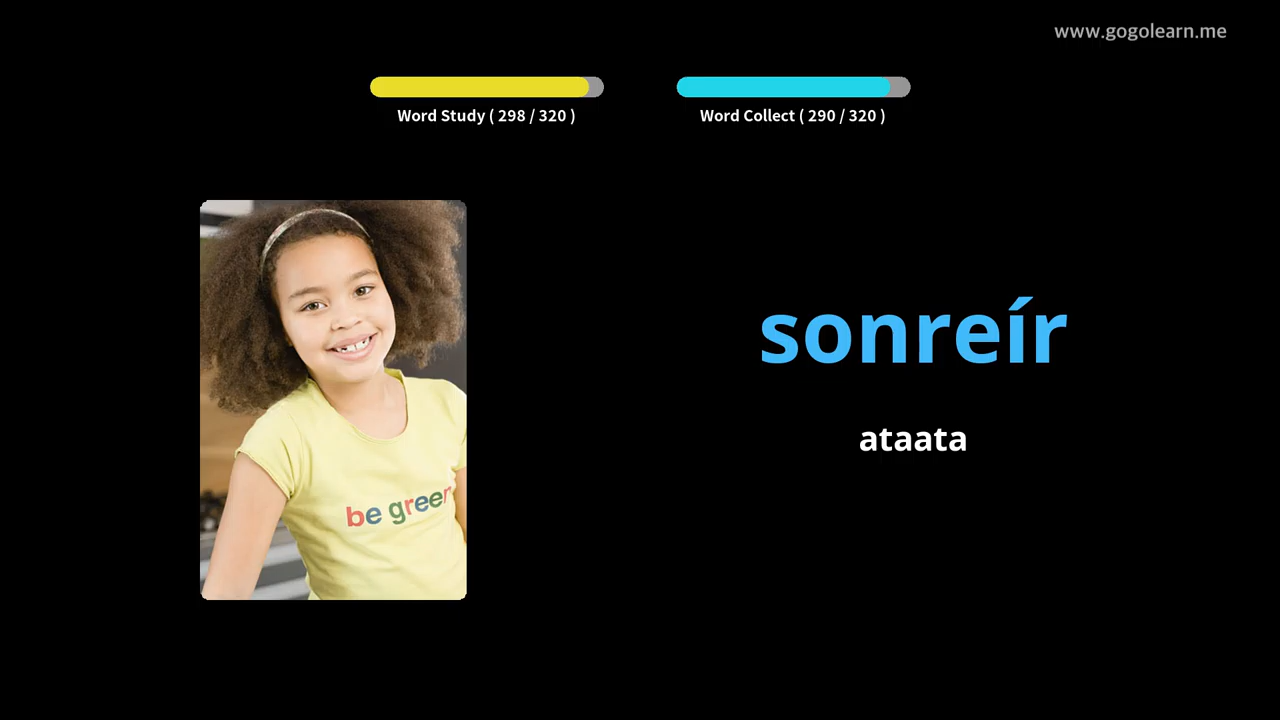 www.gogolearn.me
Word Study ( 298 / 320 )
Word Collect ( 290 / 320 )
sonreír
ataata
be green